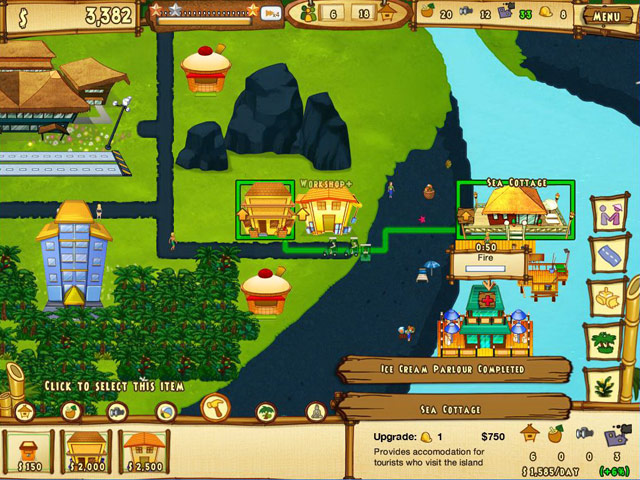 $ 3,382
x4
6 18
20 12 33 8
MENU
WORKSHOP+
SEA COTTAGE
0:50
Fire
ICE CREAM PARLOUR COMPLETED
CLICK TO SELECT THIS ITEM
SEA COTTAGE
Upgrade: 1 $750
Provides accomodation for
tourists who visit the island
6 0 0 3
$1,585/DAY (+6%)
$150 $2,000 $2,500